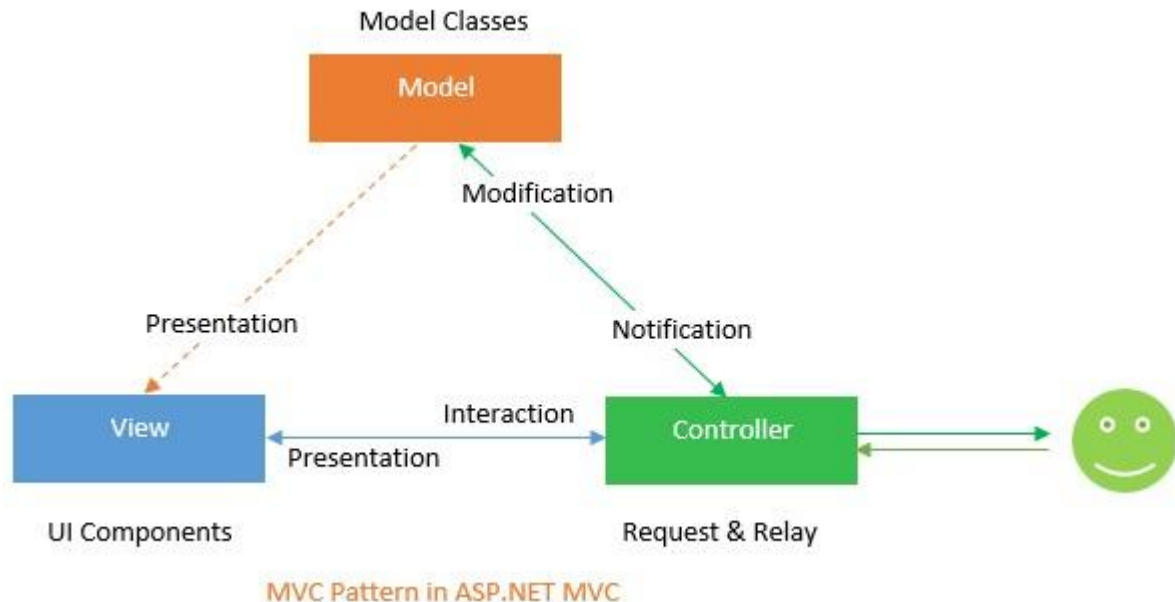 Model Classes
Model
Modification
Presentation
Notification
View
Interaction
Controller
Presentation
UI Components
Request & Relay
MVC Pattern in ASP.NET MVC